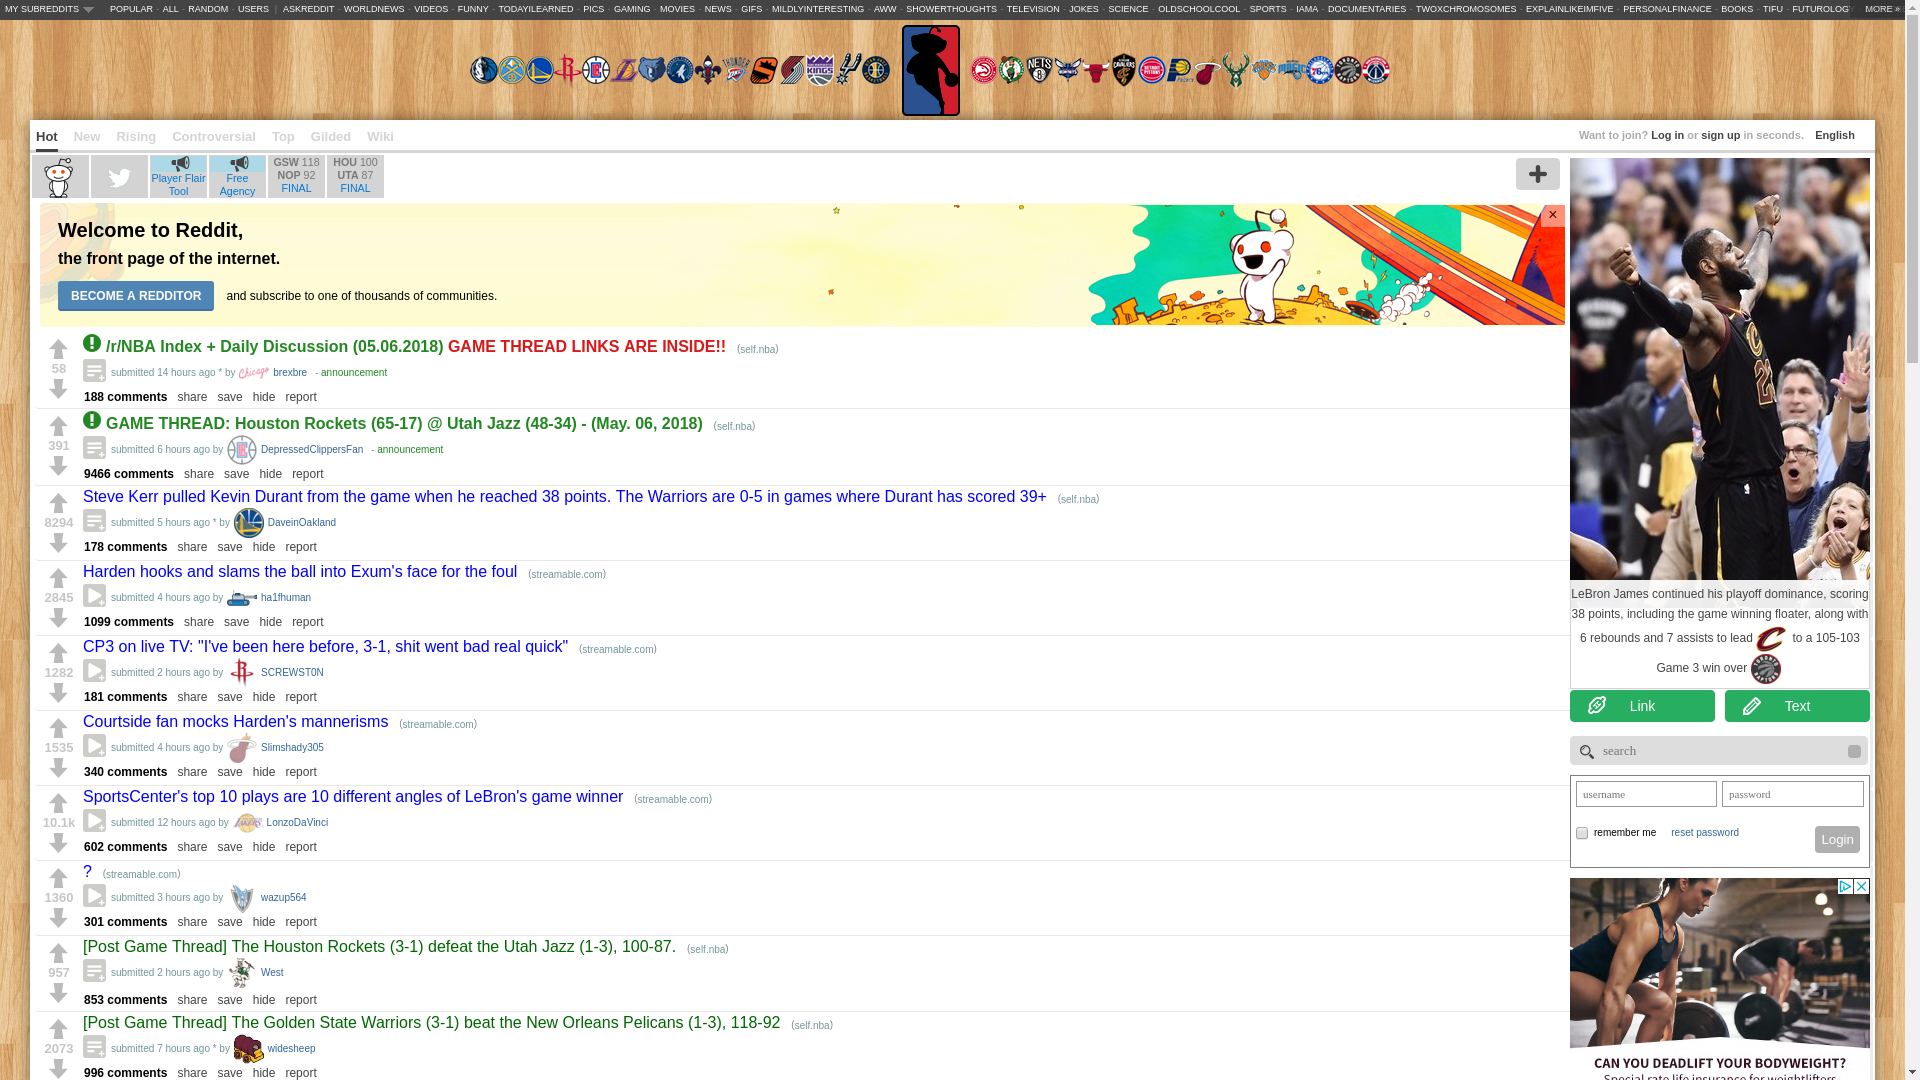 MY SUBREDDITS POPULAR - ALL - RANDOM - USERS | ASKREDDIT - WORLDNEWS - VIDEOS - FUNNY - TODAYILEARNED - PICS - GAMING - MOVIES - NEWS - GIFS - MILDLYINTERESTING - AWW - SHOWERTHOUGHTS - TELEVISION - JOKES - SCIENCE - OLDSCHOOLCOOL - SPORTS - IAMA - DOCUMENTARIES - TWOXCHROMOSOMES - EXPLAINLIKEIMFIVE - PERSONALFINANCE - BOOKS - TIFU - FUTUROLOGY MORE »
Hot New Rising Controversial Top Gilded Wiki
Want to join? Log in or sign up in seconds. English
Player Flair Tool
Free Agency
GSW 118
NOP 92
FINAL
HOU 100
UTA 87
FINAL
Welcome to Reddit,
the front page of the internet.
BECOME A REDDITOR and subscribe to one of thousands of communities.
×
/r/NBA Index + Daily Discussion (05.06.2018) GAME THREAD LINKS ARE INSIDE!! (self.nba)
58
submitted 14 hours ago * by Chicago brexbre - announcement
188 comments share save hide report
GAME THREAD: Houston Rockets (65-17) @ Utah Jazz (48-34) - (May. 06, 2018) (self.nba)
391
submitted 6 hours ago by DepressedClippersFan - announcement
9466 comments share save hide report
Steve Kerr pulled Kevin Durant from the game when he reached 38 points. The Warriors are 0-5 in games where Durant has scored 39+ (self.nba)
8294
submitted 5 hours ago * by DaveinOakland
178 comments share save hide report
Harden hooks and slams the ball into Exum's face for the foul (streamable.com)
2845
submitted 4 hours ago by ha1fhuman
1099 comments share save hide report
CP3 on live TV: "I've been here before, 3-1, shit went bad real quick" (streamable.com)
1282
submitted 2 hours ago by SCREWST0N
181 comments share save hide report
Courtside fan mocks Harden's mannerisms (streamable.com)
1535
submitted 4 hours ago by Slimshady305
340 comments share save hide report
SportsCenter's top 10 plays are 10 different angles of LeBron's game winner (streamable.com)
10.1k
submitted 12 hours ago by LonzoDaVinci
602 comments share save hide report
? (streamable.com)
1360
submitted 3 hours ago by wazup564
301 comments share save hide report
[Post Game Thread] The Houston Rockets (3-1) defeat the Utah Jazz (1-3), 100-87. (self.nba)
957
submitted 2 hours ago by West
853 comments share save hide report
[Post Game Thread] The Golden State Warriors (3-1) beat the New Orleans Pelicans (1-3), 118-92 (self.nba)
2073
submitted 7 hours ago * by widesheep
996 comments share save hide report
LeBron James continued his playoff dominance, scoring
38 points, including the game winning floater, along with
6 rebounds and 7 assists to lead to a 105-103
Game 3 win over
Link Text
search
username password
remember me reset password
Login
CAN YOU DEADLIFT YOUR BODYWEIGHT?
Special rate life insurance for weightlifters